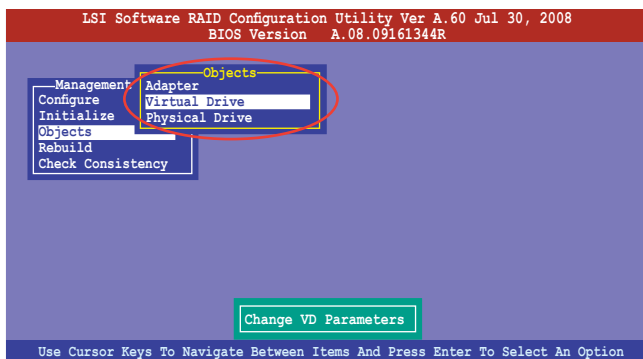 LSI Software RAID Configuration Utility Ver A.60 Jul 30, 2008
BIOS Version A.08.09161344R
Management
Configure
Initialize
Objects
Rebuild
Check Consistency
Objects
Adapter
Virtual Drive
Physical Drive
Change VD Parameters
Use Cursor Keys To Navigate Between Items And Press Enter To Select An Option